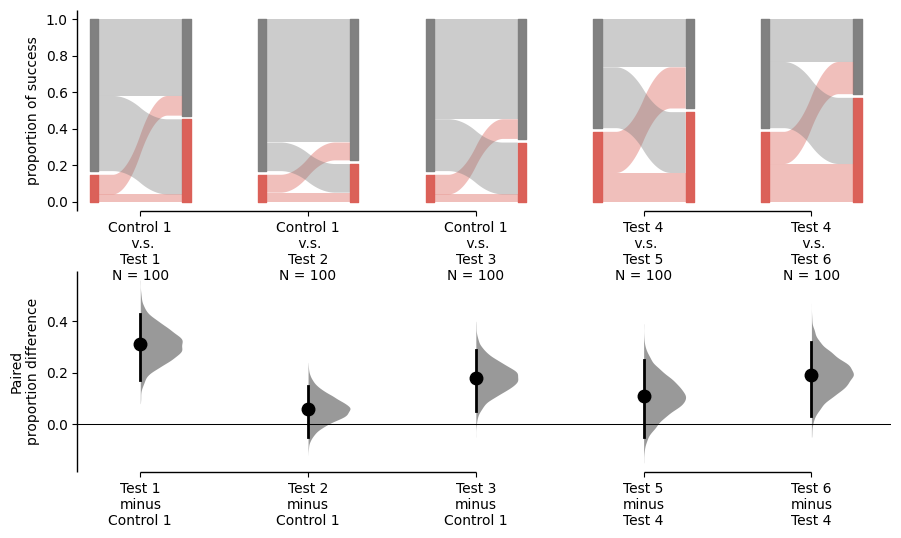 1.0
0.8
0.6
0.4
0.2
0.0
proportion of success
Control 1
v.s.
Test 1
N = 100
Control 1
v.s.
Test 2
N = 100
Control 1
v.s.
Test 3
N = 100
Test 4
v.s.
Test 5
N = 100
Test 4
v.s.
Test 6
N = 100
0.4
0.2
0.0
Paired
proportion difference
Test 1
minus
Control 1
Test 2
minus
Control 1
Test 3
minus
Control 1
Test 5
minus
Test 4
Test 6
minus
Test 4